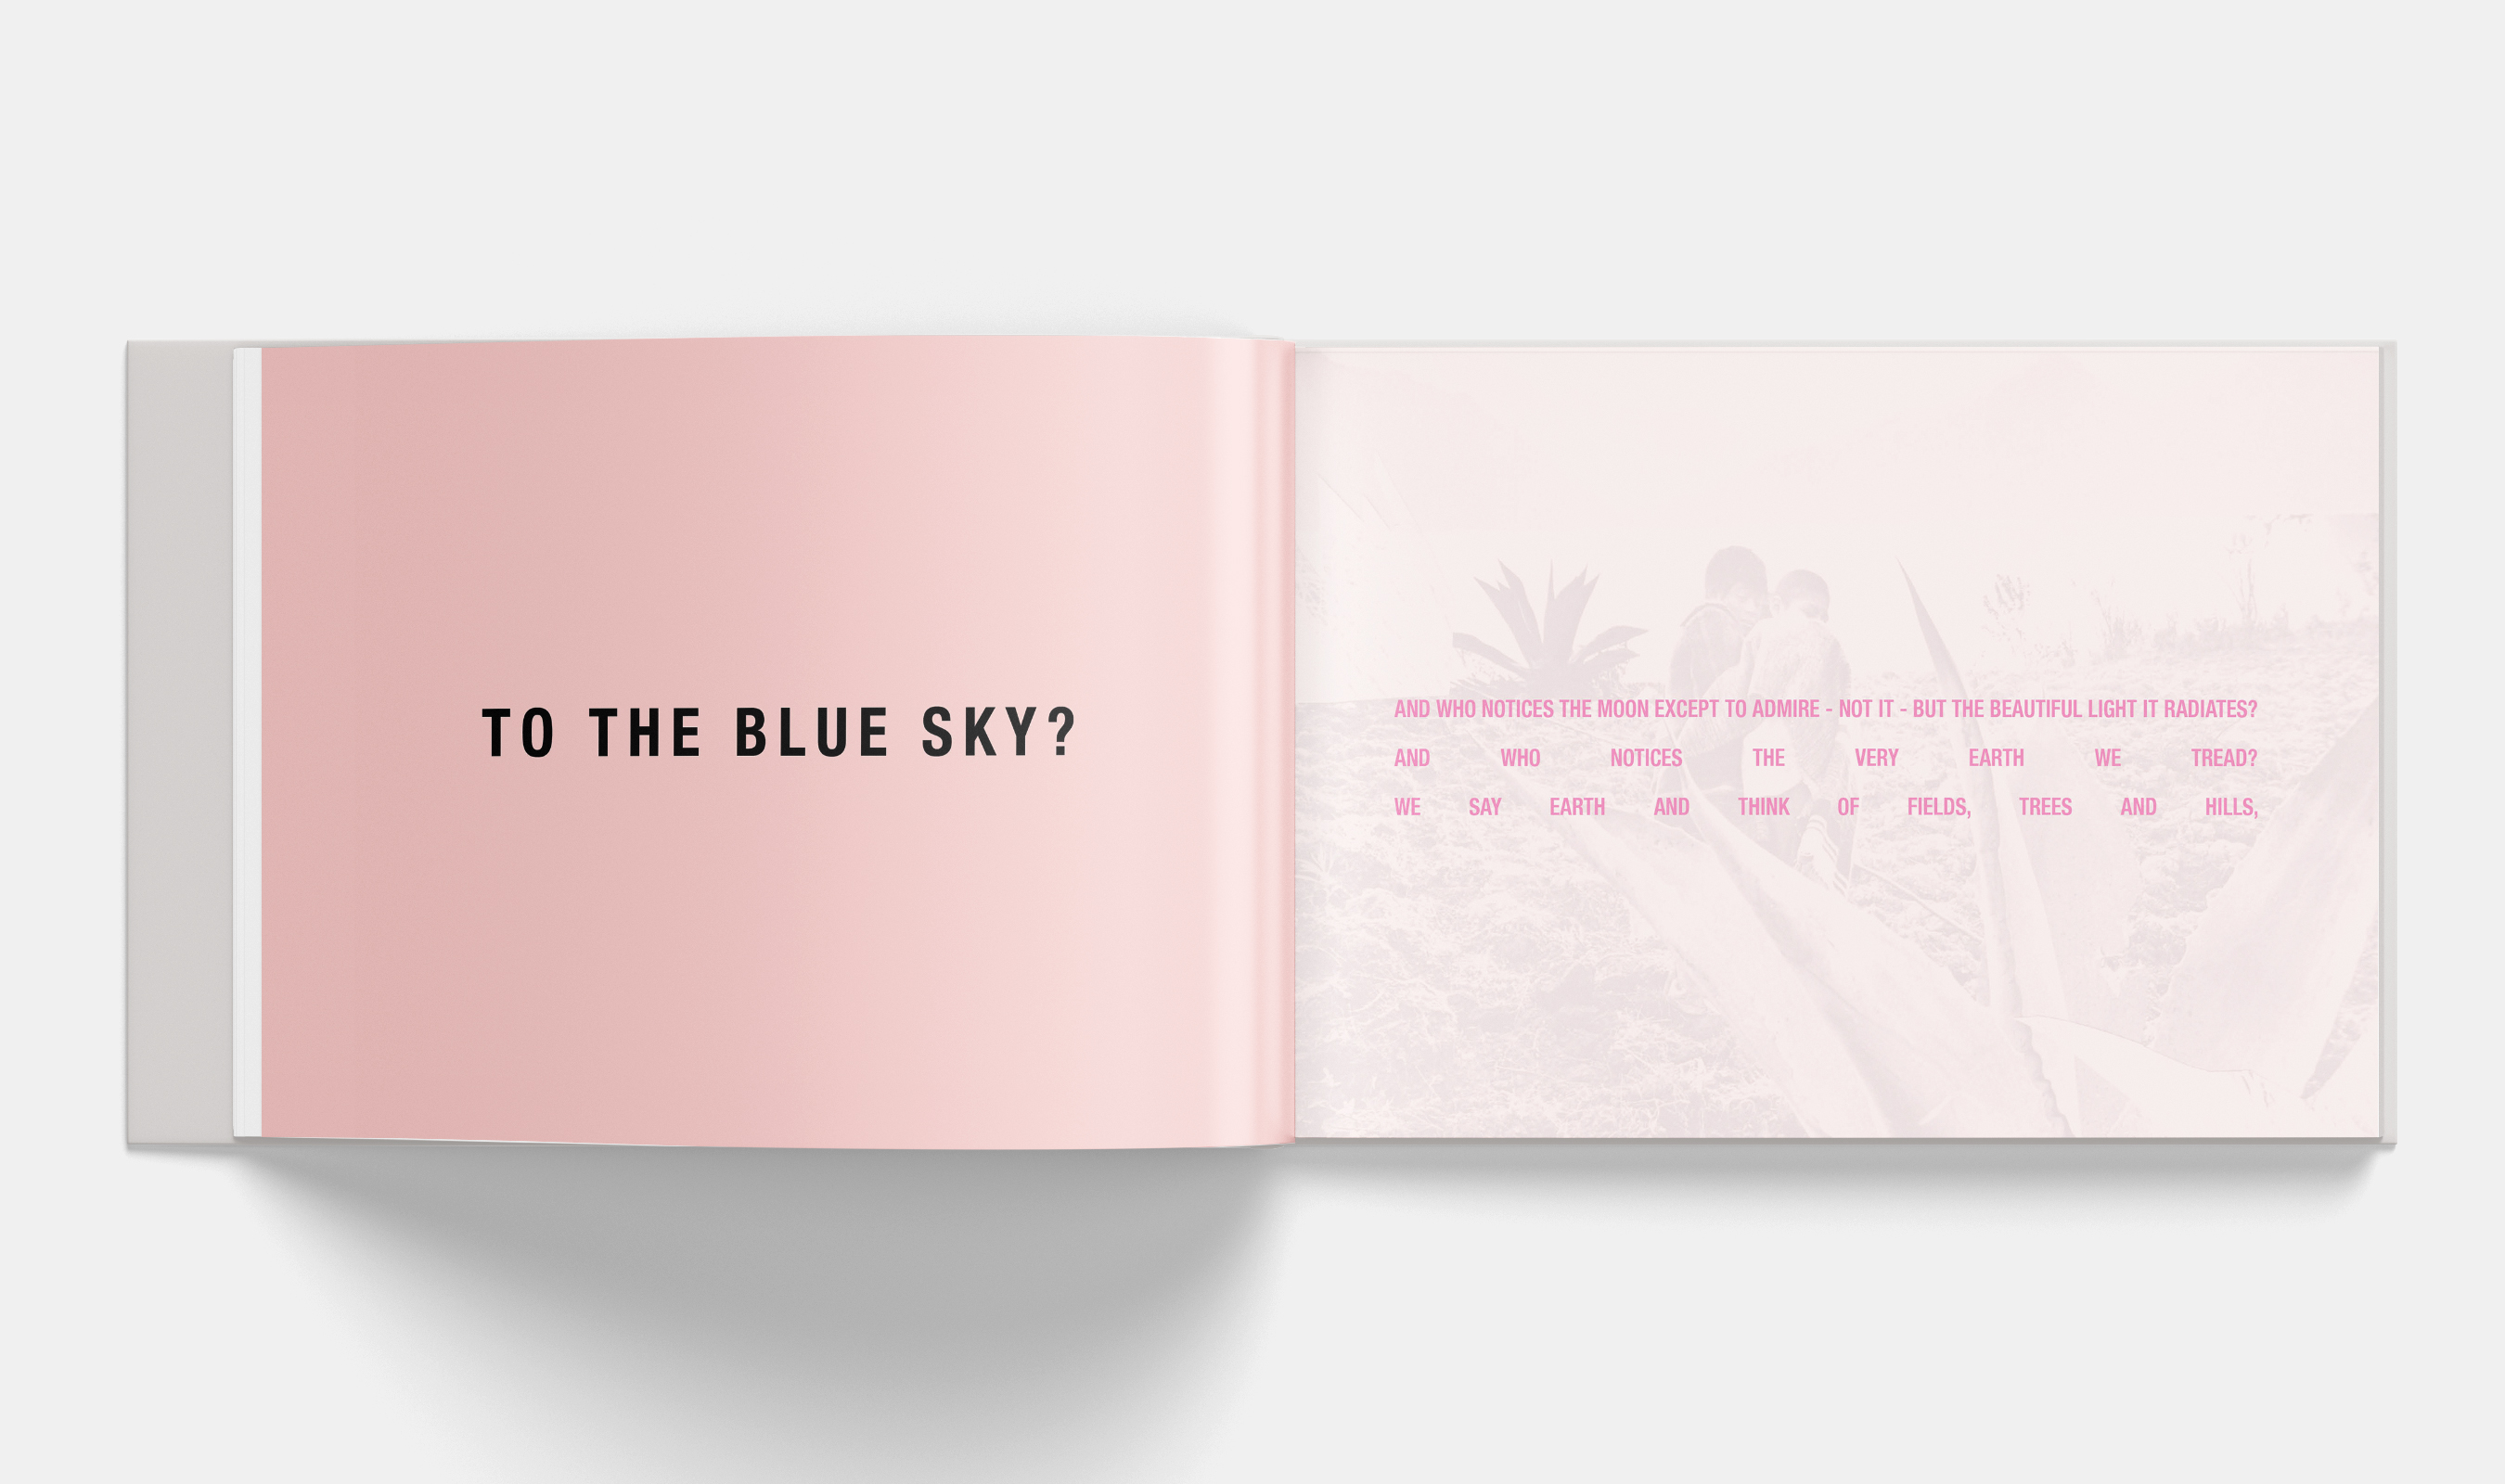 TO THE BLUE SKY?
AND WHO NOTICES THE MOON EXCEPT TO ADMIRE - NOT IT - BUT THE BEAUTIFUL LIGHT IT RADIATES?
AND WHO NOTICES THE VERY EARTH WE TREAD?
WE SAY EARTH AND THINK OF FIELDS, TREES AND HILLS,